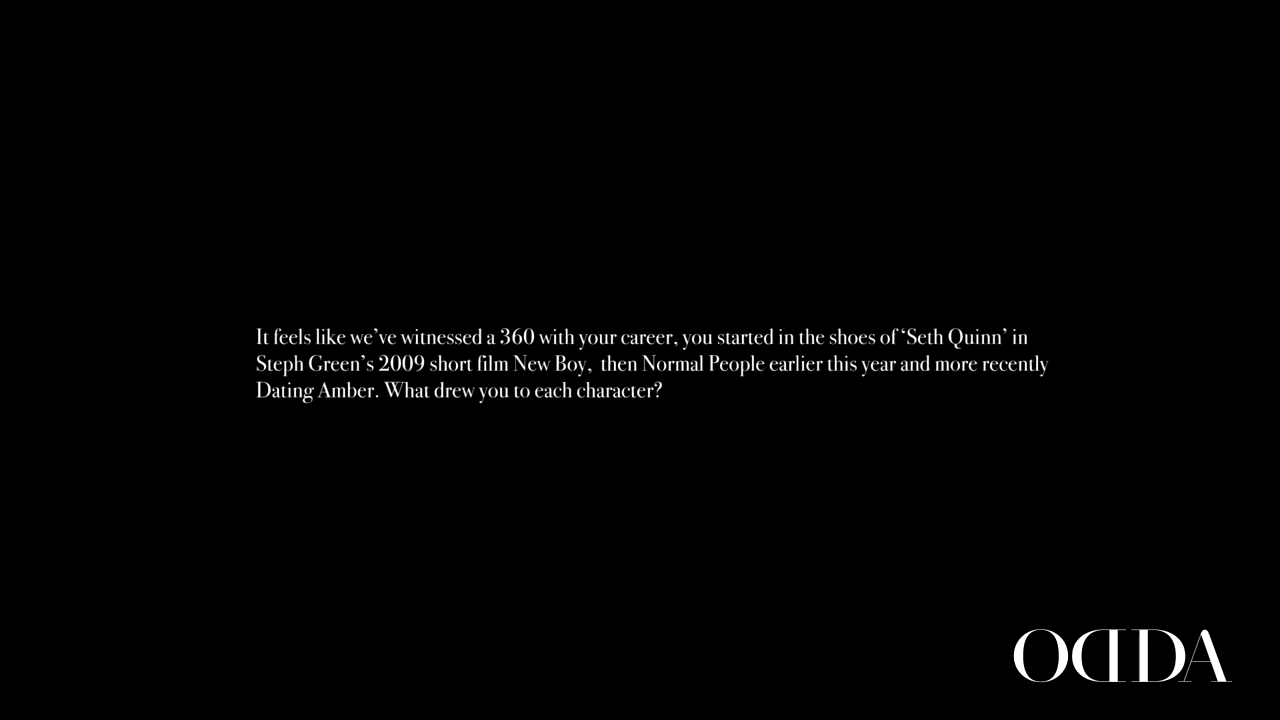 It feels like we’ve witnessed a 360 with your career, you started in the shoes of ‘Seth Quinn’ in
Steph Green’s 2009 short film New Boy,  then Normal People earlier this year and more recently
Dating Amber. What drew you to each character?
ODDA